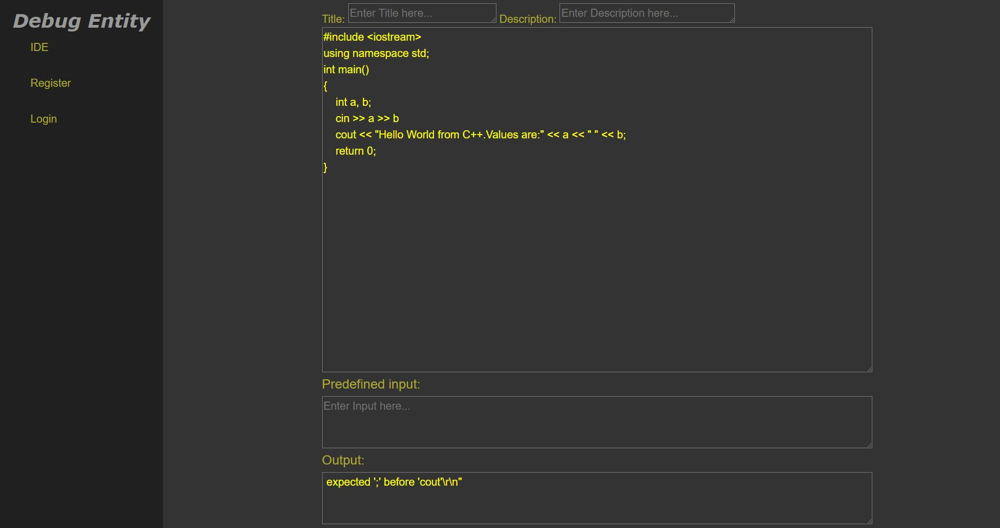 Debug Entity
IDE
Register
Login
Title: Enter Title here... Description: Enter Description here...
#include <iostream>
using namespace std;
int main()
{
    int a, b;
    cin >> a >> b
    cout << "Hello World from C++.Values are:" << a << " " << b;
    return 0;
}
Predefined input:
Enter Input here...
Output:
expected ';' before 'cout'\r\n"